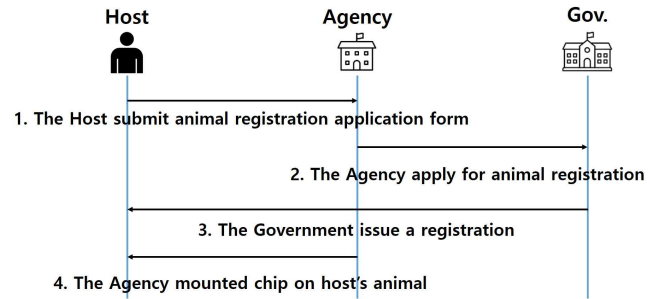 Host
Agency
Gov.
1. The Host submit animal registration application form
2. The Agency apply for animal registration
3. The Government issue a registration
4. The Agency mounted chip on host's animal